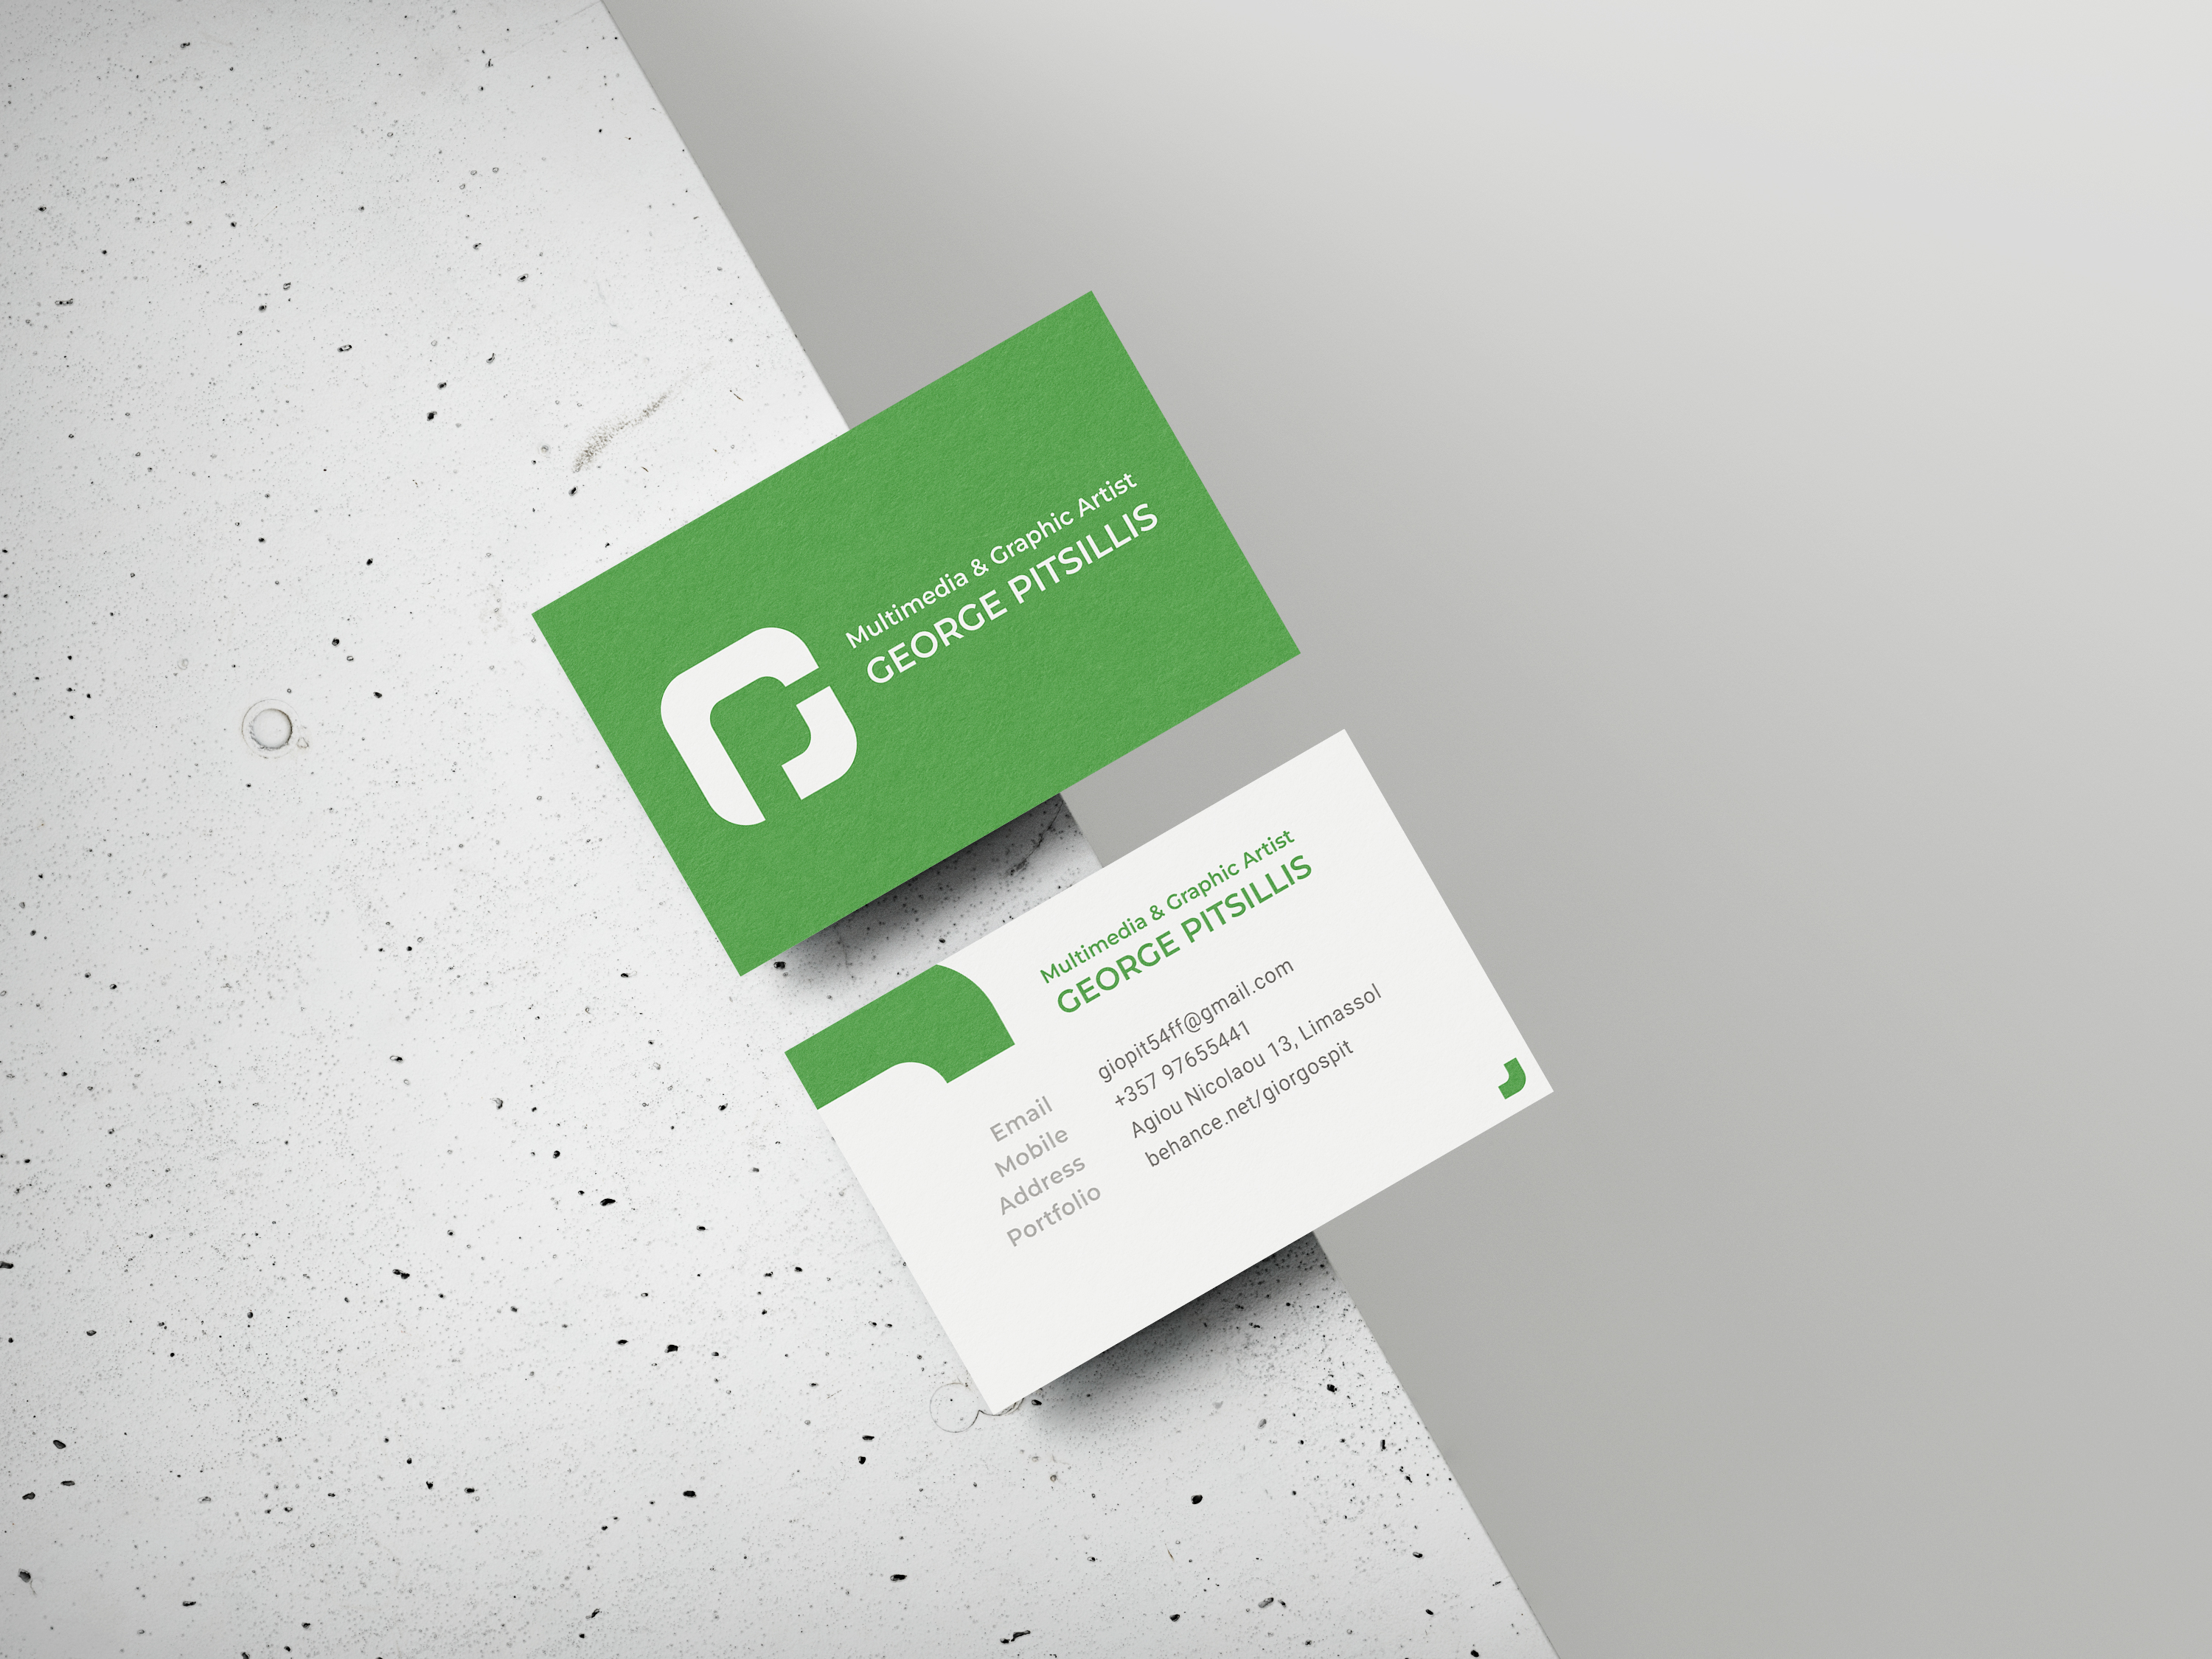 Multimedia & Graphic Artist
GEORGE PITSILLIS
Multimedia & Graphic Artist
GEORGE PITSILLIS
Email giopit54ff@gmail.com
Mobile +357 97655441
Address Agiou Nicolaou 13, Limassol
Portfolio behance.net/giorgospit